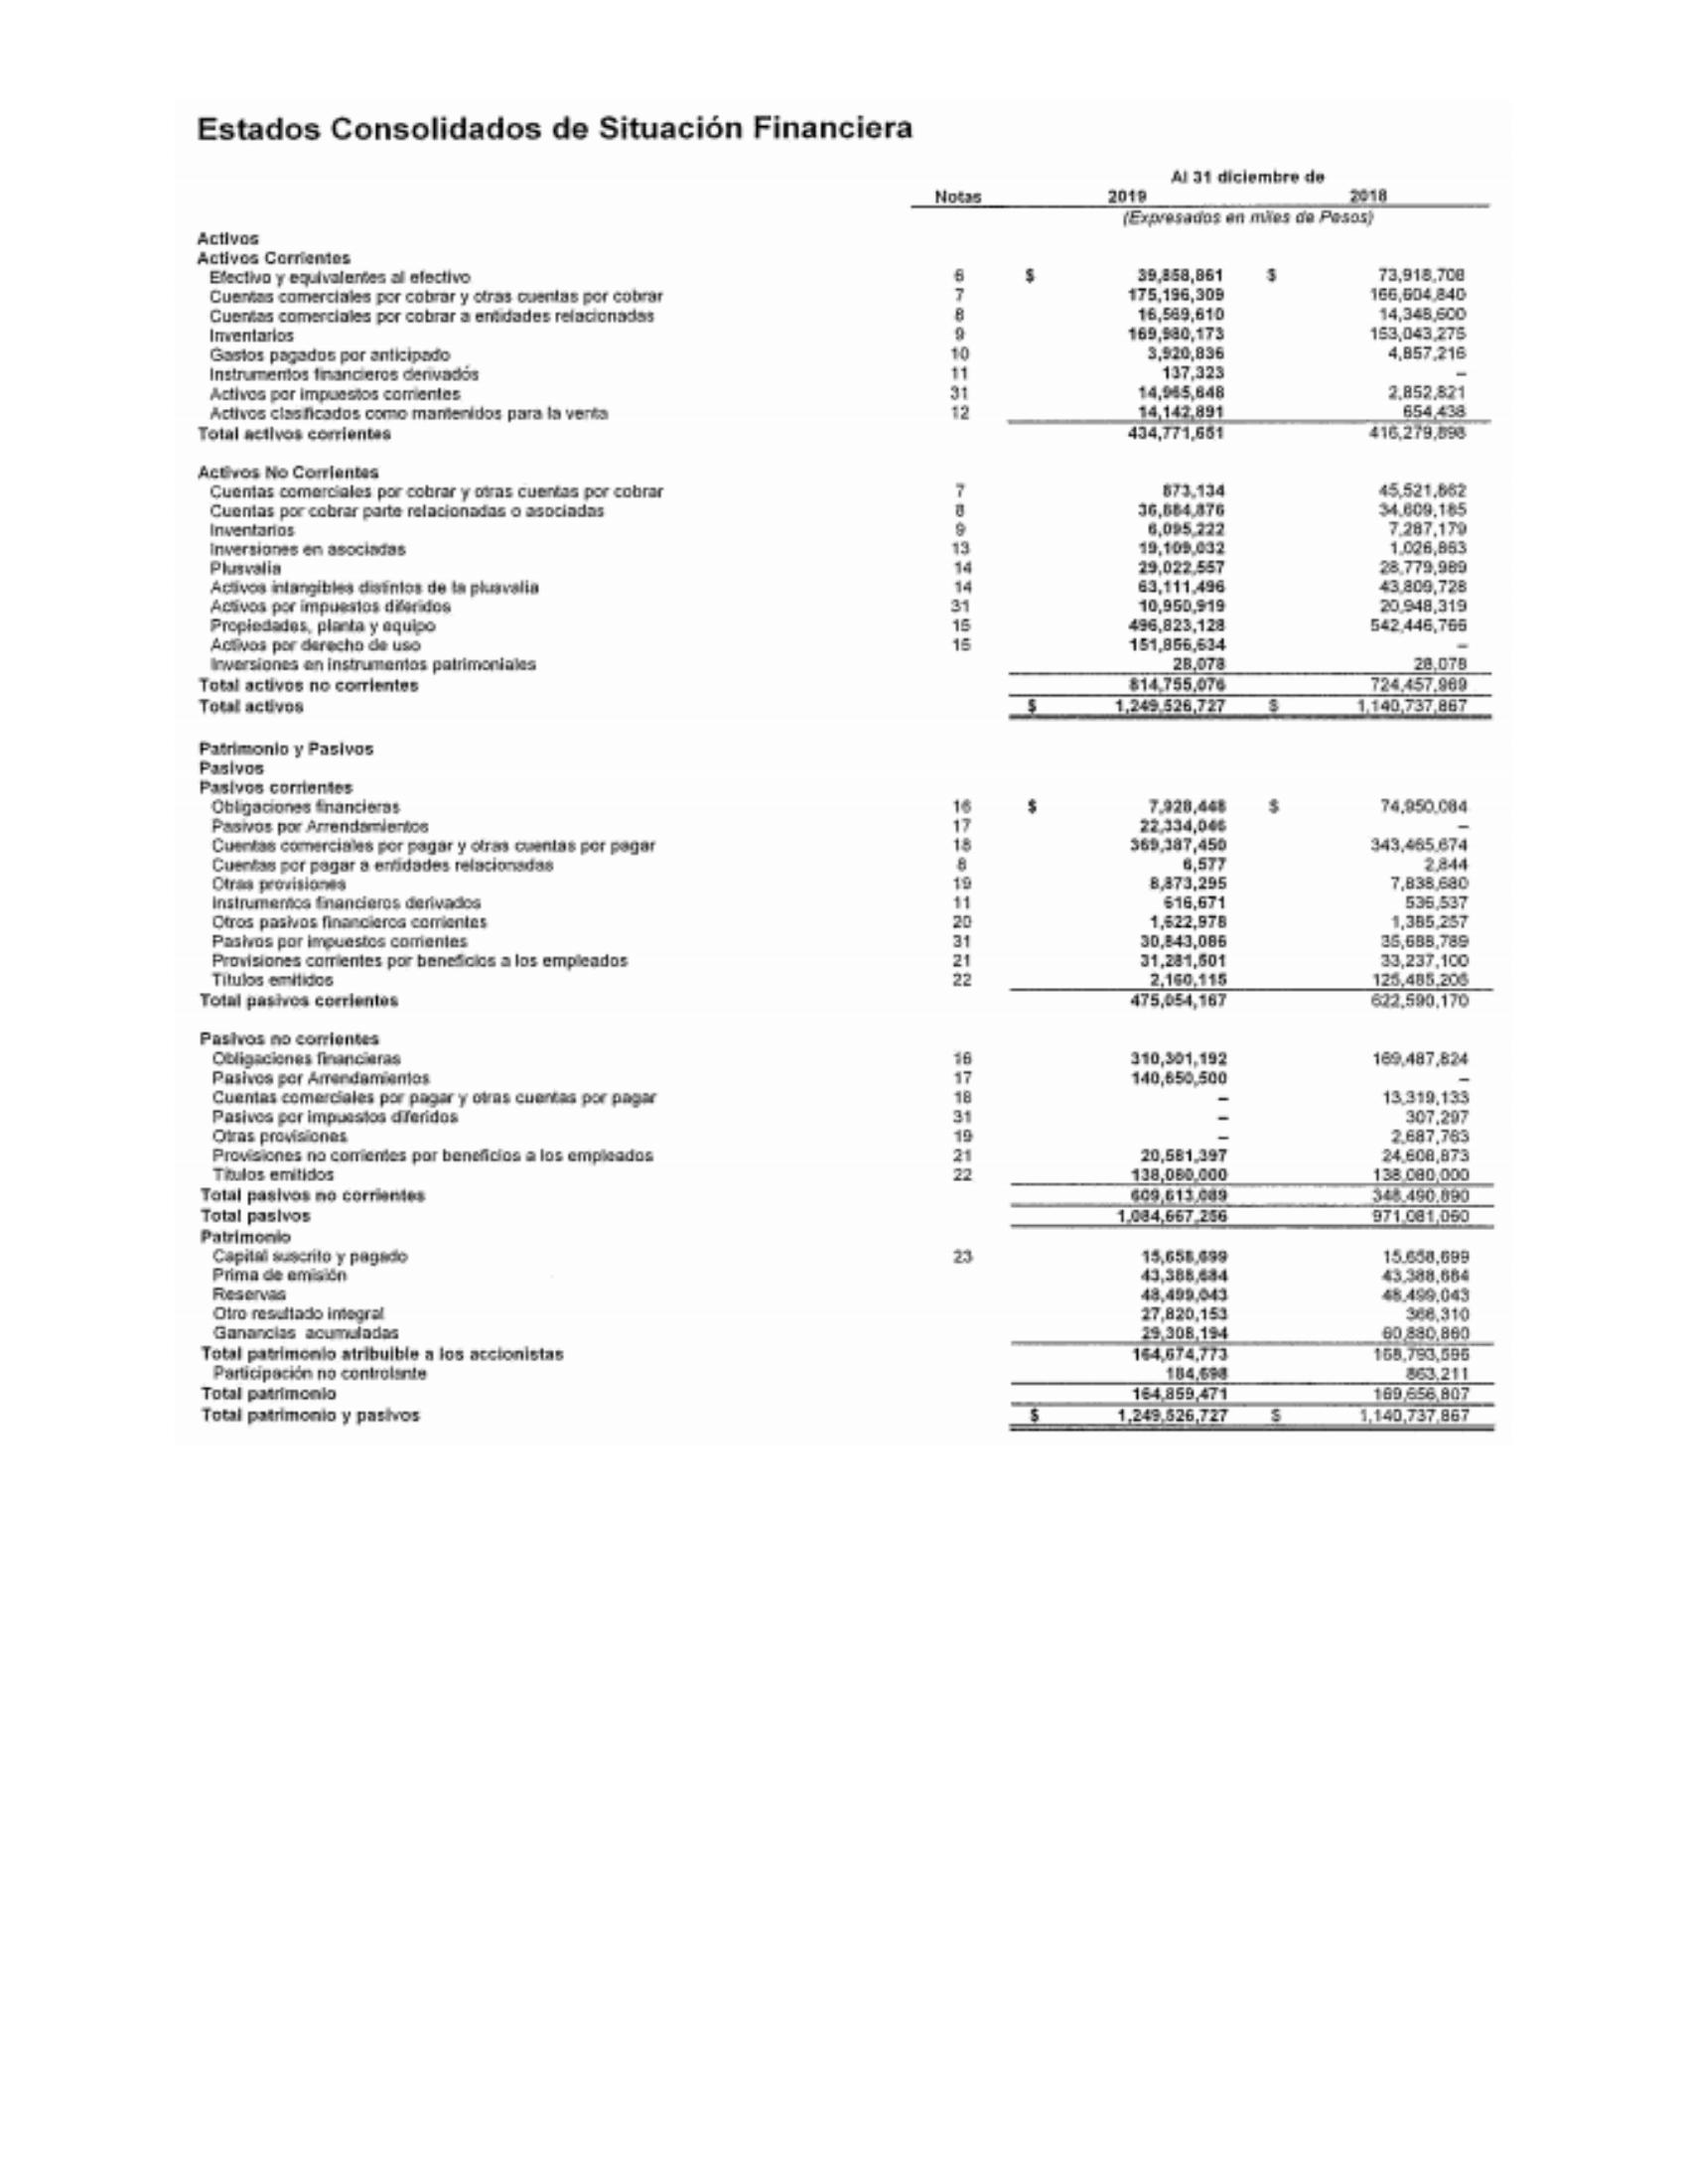 Estados Consolidados de Situación Financiera
Al 31 diciembre de
Notas 2019 2018
(Expresados en miles de Pesos)
Activos
Activos Corrientes
Efectivo y equivalentes al efectivo 6 $ 39,858,861 $ 73,918,708
Cuentas comerciales por cobrar y otras cuentas por cobrar 7 175,196,309 166,604,840
Cuentas comerciales por cobrar a entidades relacionadas 8 16,569,610 14,348,600
Inventarios 9 169,980,173 153,043,275
Gastos pagados por anticipado 10 3,920,836 4,857,216
Instrumentos financieros derivadós 11 137,323 –
Activos por impuestos corrientes 31 14,965,648 2,852,821
Activos clasificados como mantenidos para la venta 12 14,142,891 654,438
Total activos corrientes 434,771,651 416,279,898
Activos No Corrientes
Cuentas comerciales por cobrar y otras cuentas por cobrar 7 873,134 45,521,862
Cuentas por cobrar parte relacionadas o asociadas 8 36,884,876 34,609,185
Inventarios 9 6,095,222 7,287,179
Inversiones en asociadas 13 19,109,032 1,026,863
Plusvalía 14 29,022,557 28,779,989
Activos intangibles distintos de la plusvalía 14 63,111,496 43,809,728
Activos por impuestos diferidos 31 10,950,919 20,948,319
Propiedades, planta y equipo 15 496,823,128 542,446,766
Activos por derecho de uso 15 151,856,634 –
Inversiones en instrumentos patrimoniales 28,078 28,078
Total activos no corrientes 814,755,076 724,457,969
Total activos $ 1,249,526,727 $ 1,140,737,867
Patrimonio y Pasivos
Pasivos
Pasivos corrientes
Obligaciones financieras 16 $ 7,928,448 $ 74,950,084
Pasivos por Arrendamientos 17 22,334,046 –
Cuentas comerciales por pagar y otras cuentas por pagar 18 369,387,450 343,465,674
Cuentas por pagar a entidades relacionadas 8 6,577 2,844
Otras provisiones 19 8,873,295 7,838,680
Instrumentos financieros derivados 11 616,671 536,537
Otros pasivos financieros corrientes 20 1,622,978 1,385,257
Pasivos por impuestos corrientes 31 30,843,086 35,688,789
Provisiones corrientes por beneficios a los empleados 21 31,281,501 33,237,100
Títulos emitidos 22 2,160,115 125,485,205
Total pasivos corrientes 475,054,167 622,590,170
Pasivos no corrientes
Obligaciones financieras 16 310,301,192 169,487,824
Pasivos por Arrendamientos 17 140,650,500 –
Cuentas comerciales por pagar y otras cuentas por pagar 18 – 13,319,133
Pasivos por impuestos diferidos 31 – 307,297
Otras provisiones 19 – 2,687,763
Provisiones no corrientes por beneficios a los empleados 21 20,581,397 24,608,873
Títulos emitidos 22 138,080,000 138,080,000
Total pasivos no corrientes 609,613,089 348,490,890
Total pasivos 1,084,667,256 971,081,060
Patrimonio
Capital suscrito y pagado 23 15,658,699 15,658,699
Prima de emisión 43,388,684 43,388,684
Reservas 48,499,043 48,499,043
Otro resultado integral 27,820,153 366,310
Ganancias acumuladas 29,308,194 60,880,860
Total patrimonio atribuible a los accionistas 164,674,773 168,793,596
Participación no controlante 184,698 863,211
Total patrimonio 164,859,471 169,656,807
Total patrimonio y pasivos $ 1,249,526,727 $ 1,140,737,867